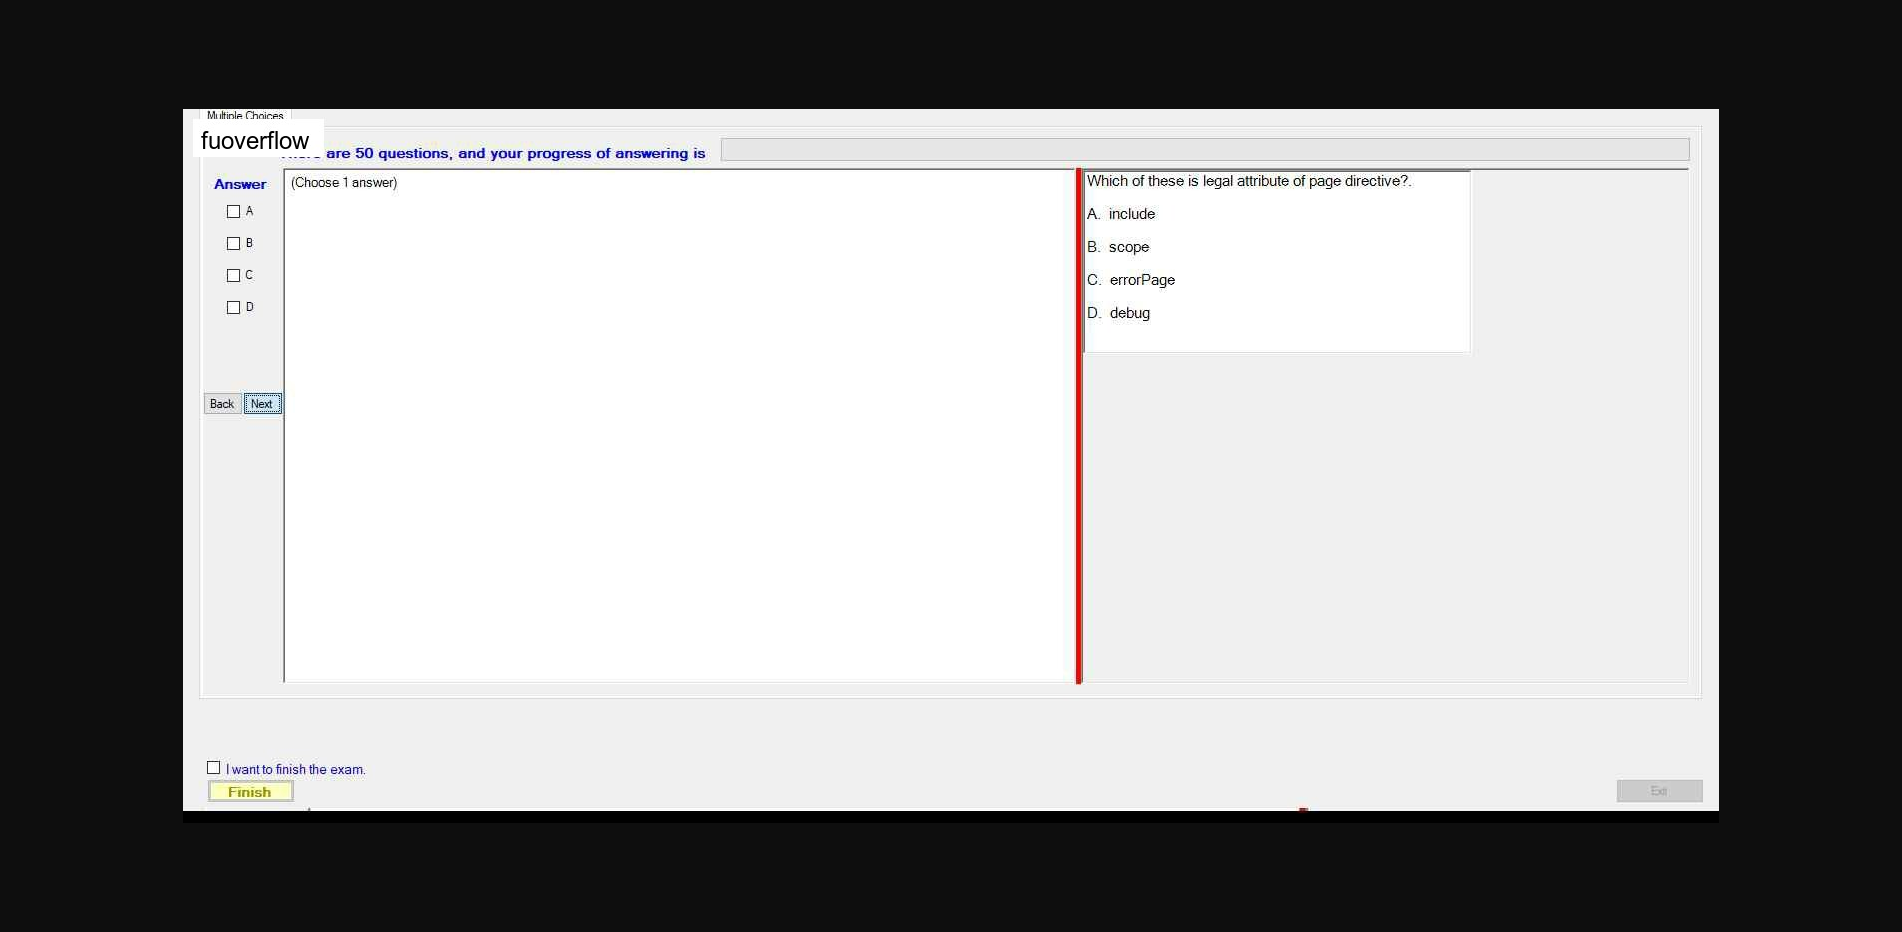 Multiple Choices
fuoverflow
are 50 questions, and your progress of answering is
Answer
(Choose 1 answer)
A
B
C
D
Back Next
Which of these is legal attribute of page directive?.
A. include
B. scope
C. errorPage
D. debug
I want to finish the exam.
Finish
Exit